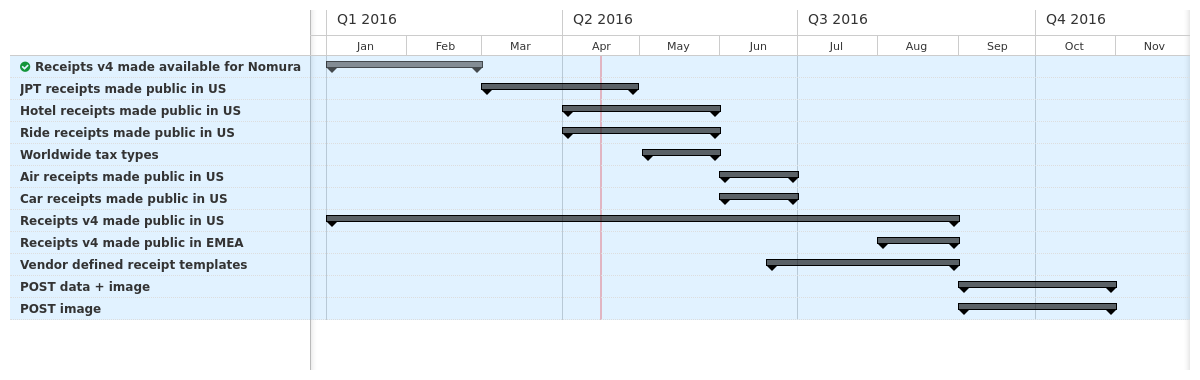 Q1 2016 Q2 2016 Q3 2016 Q4 2016
Jan Feb Mar Apr May Jun Jul Aug Sep Oct Nov
Receipts v4 made available for Nomura
JPT receipts made public in US
Hotel receipts made public in US
Ride receipts made public in US
Worldwide tax types
Air receipts made public in US
Car receipts made public in US
Receipts v4 made public in US
Receipts v4 made public in EMEA
Vendor defined receipt templates
POST data + image
POST image